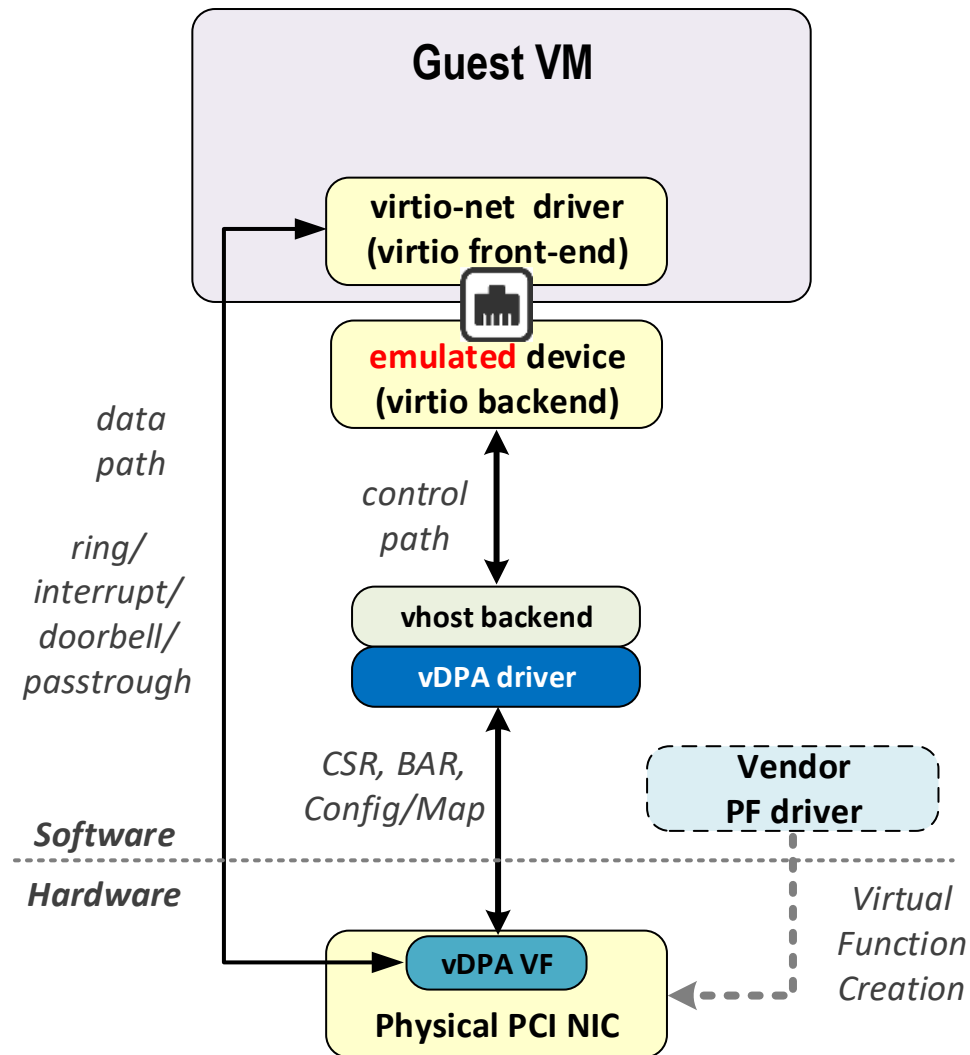 Guest VM
virtio-net driver
(virtio front-end)
emulated device
(virtio backend)
data
path
control
path
ring/
interrupt/
doorbell/
passtrough
vhost backend
vDPA driver
CSR, BAR,
Config/Map
Vendor
PF driver
Software
Hardware
Virtual
Function
Creation
vDPA VF
Physical PCI NIC